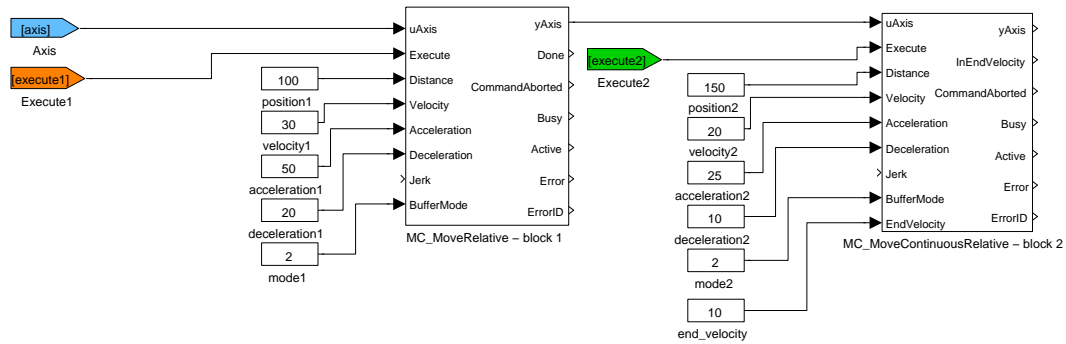 [axis]
Axis
[execute1]
Execute1
100
position1
30
velocity1
50
acceleration1
20
deceleration1
2
mode1
uAxis
Execute
Distance
Velocity
Acceleration
Deceleration
Jerk
BufferMode
yAxis
Done
CommandAborted
Busy
Active
Error
ErrorID
MC_MoveRelative – block 1
[execute2]
Execute2
150
position2
20
velocity2
25
acceleration2
10
deceleration2
2
mode2
10
end_velocity
uAxis
Execute
Distance
Velocity
Acceleration
Deceleration
Jerk
BufferMode
EndVelocity
yAxis
InEndVelocity
CommandAborted
Busy
Active
Error
ErrorID
MC_MoveContinuousRelative – block 2